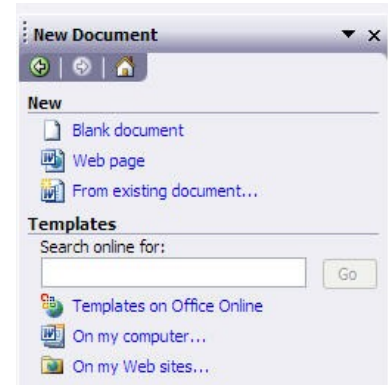 New Document
New
Blank document
Web page
From existing document...
Templates
Search online for:
Go
Templates on Office Online
On my computer...
On my Web sites...